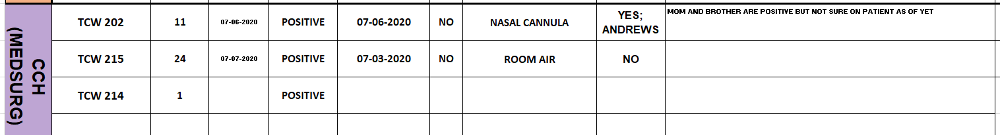 CCH
(MEDSURG)
TCW 202 11 07-06-2020 POSITIVE 07-06-2020 NO NASAL CANNULA YES; ANDREWS MOM AND BROTHER ARE POSITIVE BUT NOT SURE ON PATIENT AS OF YET
TCW 215 24 07-07-2020 POSITIVE 07-03-2020 NO ROOM AIR NO
TCW 214 1 POSITIVE